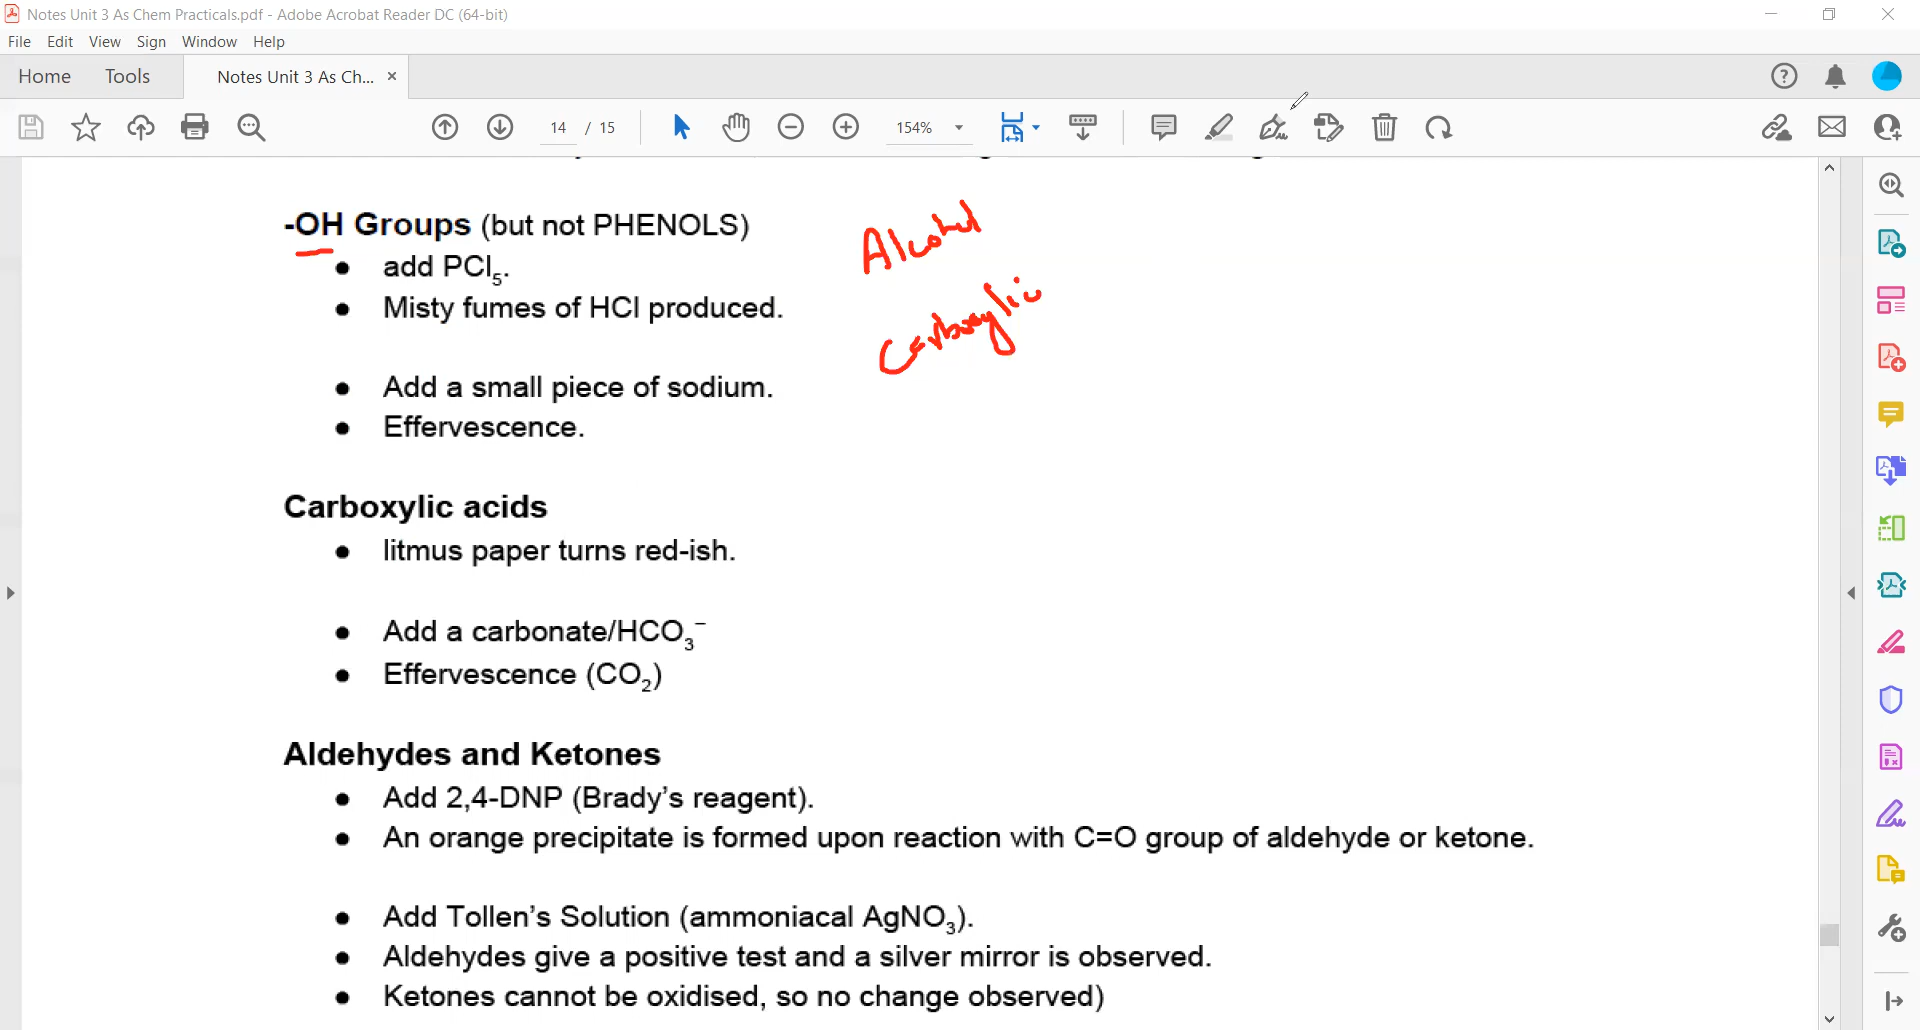 Notes Unit 3 As Chem Practicals.pdf - Adobe Acrobat Reader DC (64-bit)
File Edit View Sign Window Help
Home Tools Notes Unit 3 As Ch... ×
14 / 15 154%
-OH Groups (but not PHENOLS)
Alcohol
• add PCl₅.
• Misty fumes of HCl produced.
Carboxylic
• Add a small piece of sodium.
• Effervescence.
Carboxylic acids
• litmus paper turns red-ish.
• Add a carbonate/HCO₃⁻
• Effervescence (CO₂)
Aldehydes and Ketones
• Add 2,4-DNP (Brady’s reagent).
• An orange precipitate is formed upon reaction with C=O group of aldehyde or ketone.
• Add Tollen’s Solution (ammoniacal AgNO₃).
• Aldehydes give a positive test and a silver mirror is observed.
• Ketones cannot be oxidised, so no change observed)